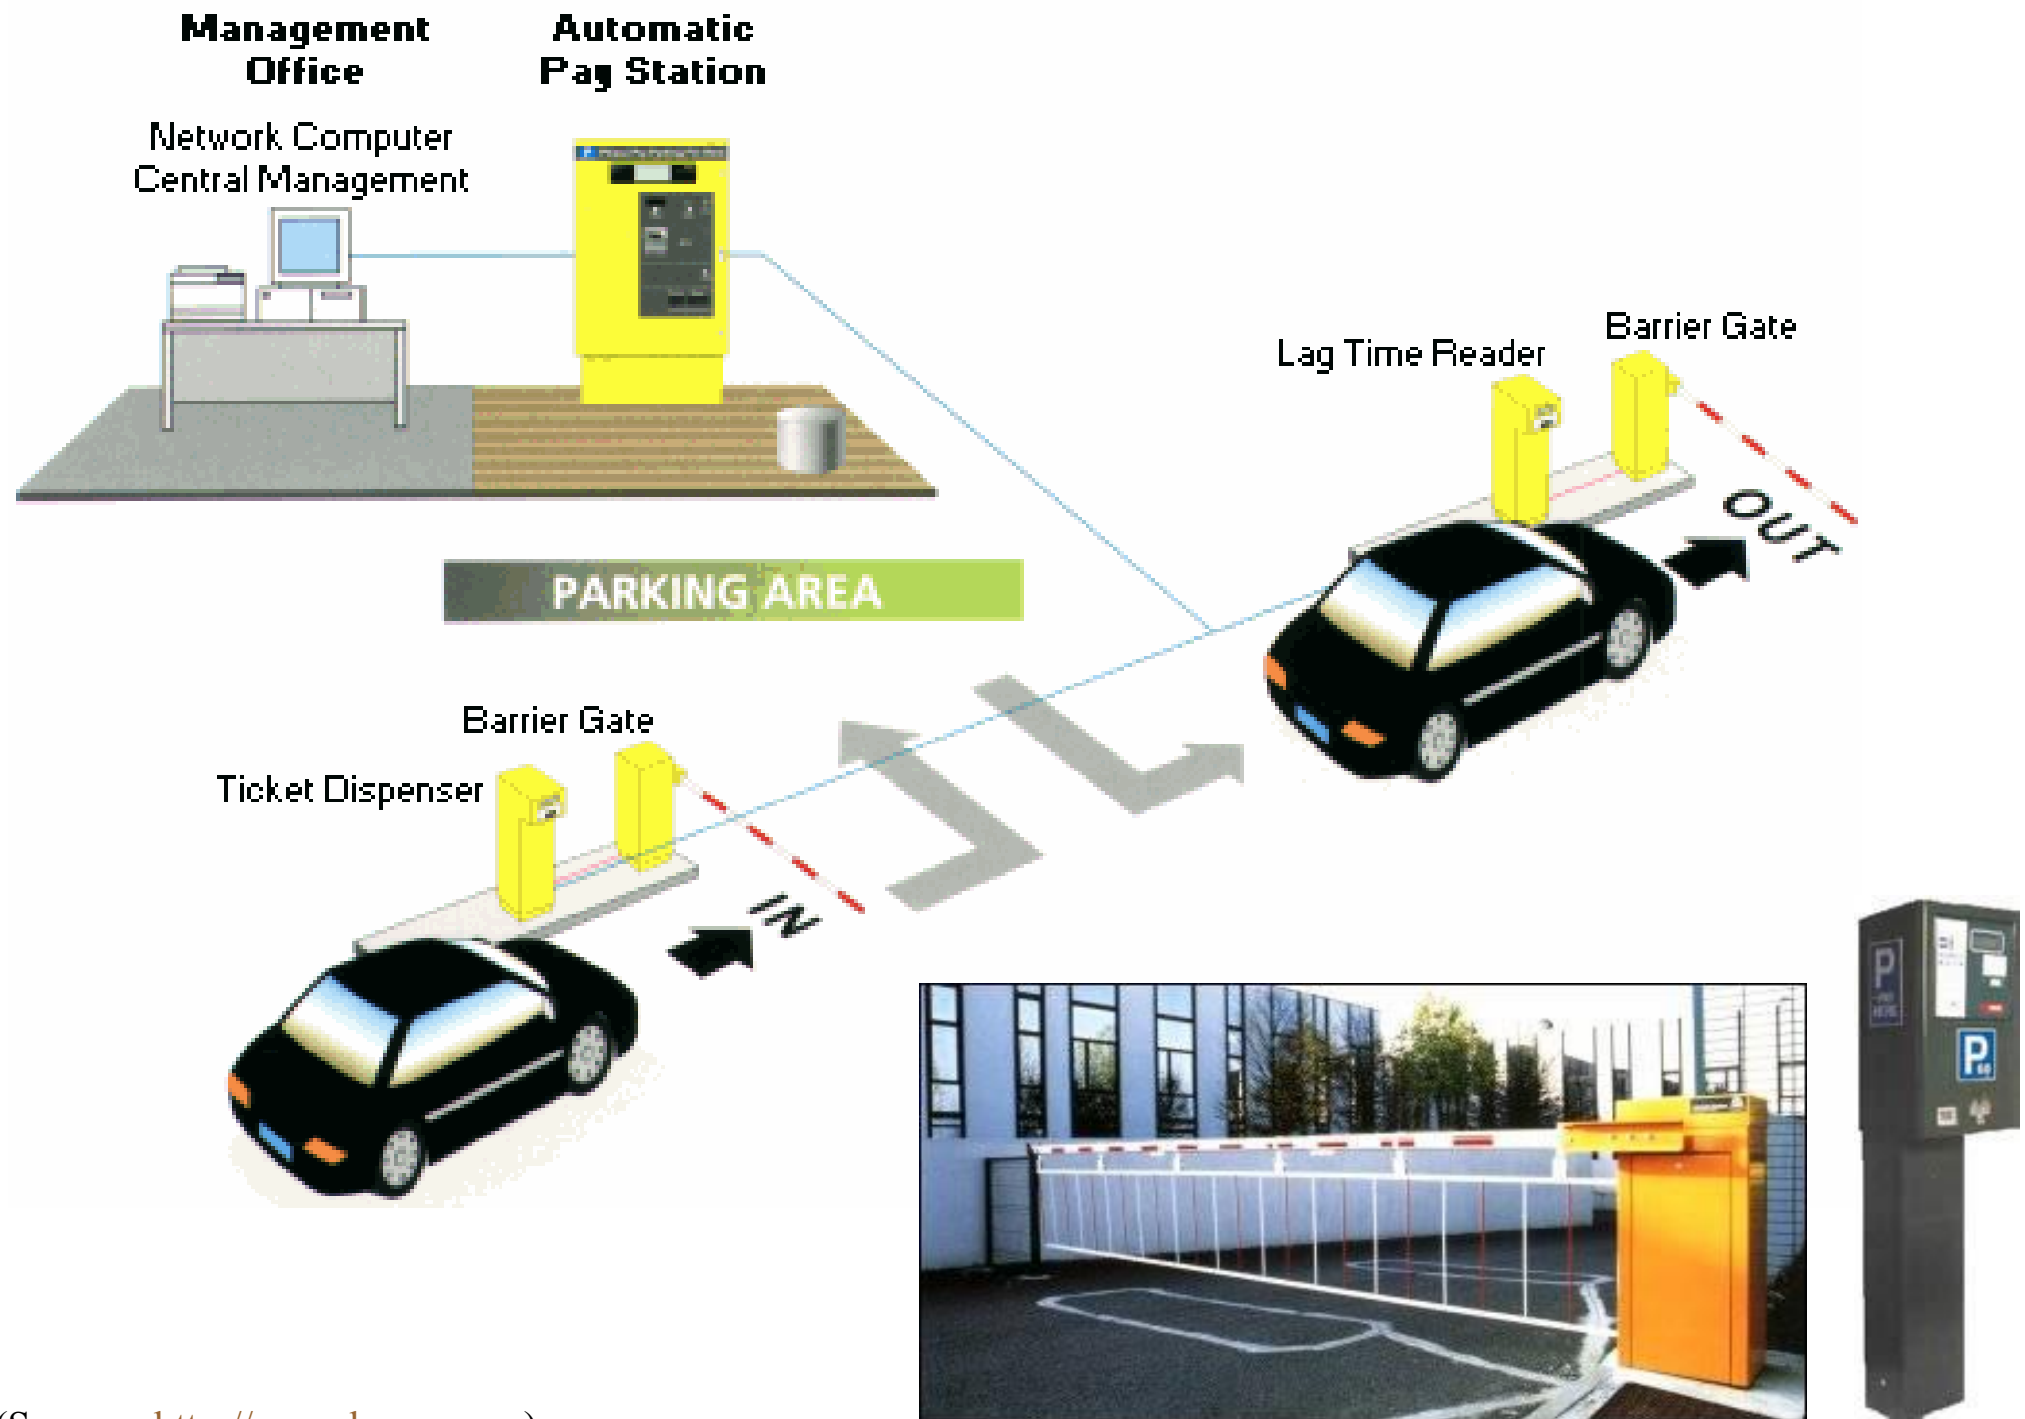 Management
Office
Automatic
Pay Station
Network Computer
Central Management
Barrier Gate
Lag Time Reader
OUT
PARKING AREA
Barrier Gate
Ticket Dispenser
IN
P
P